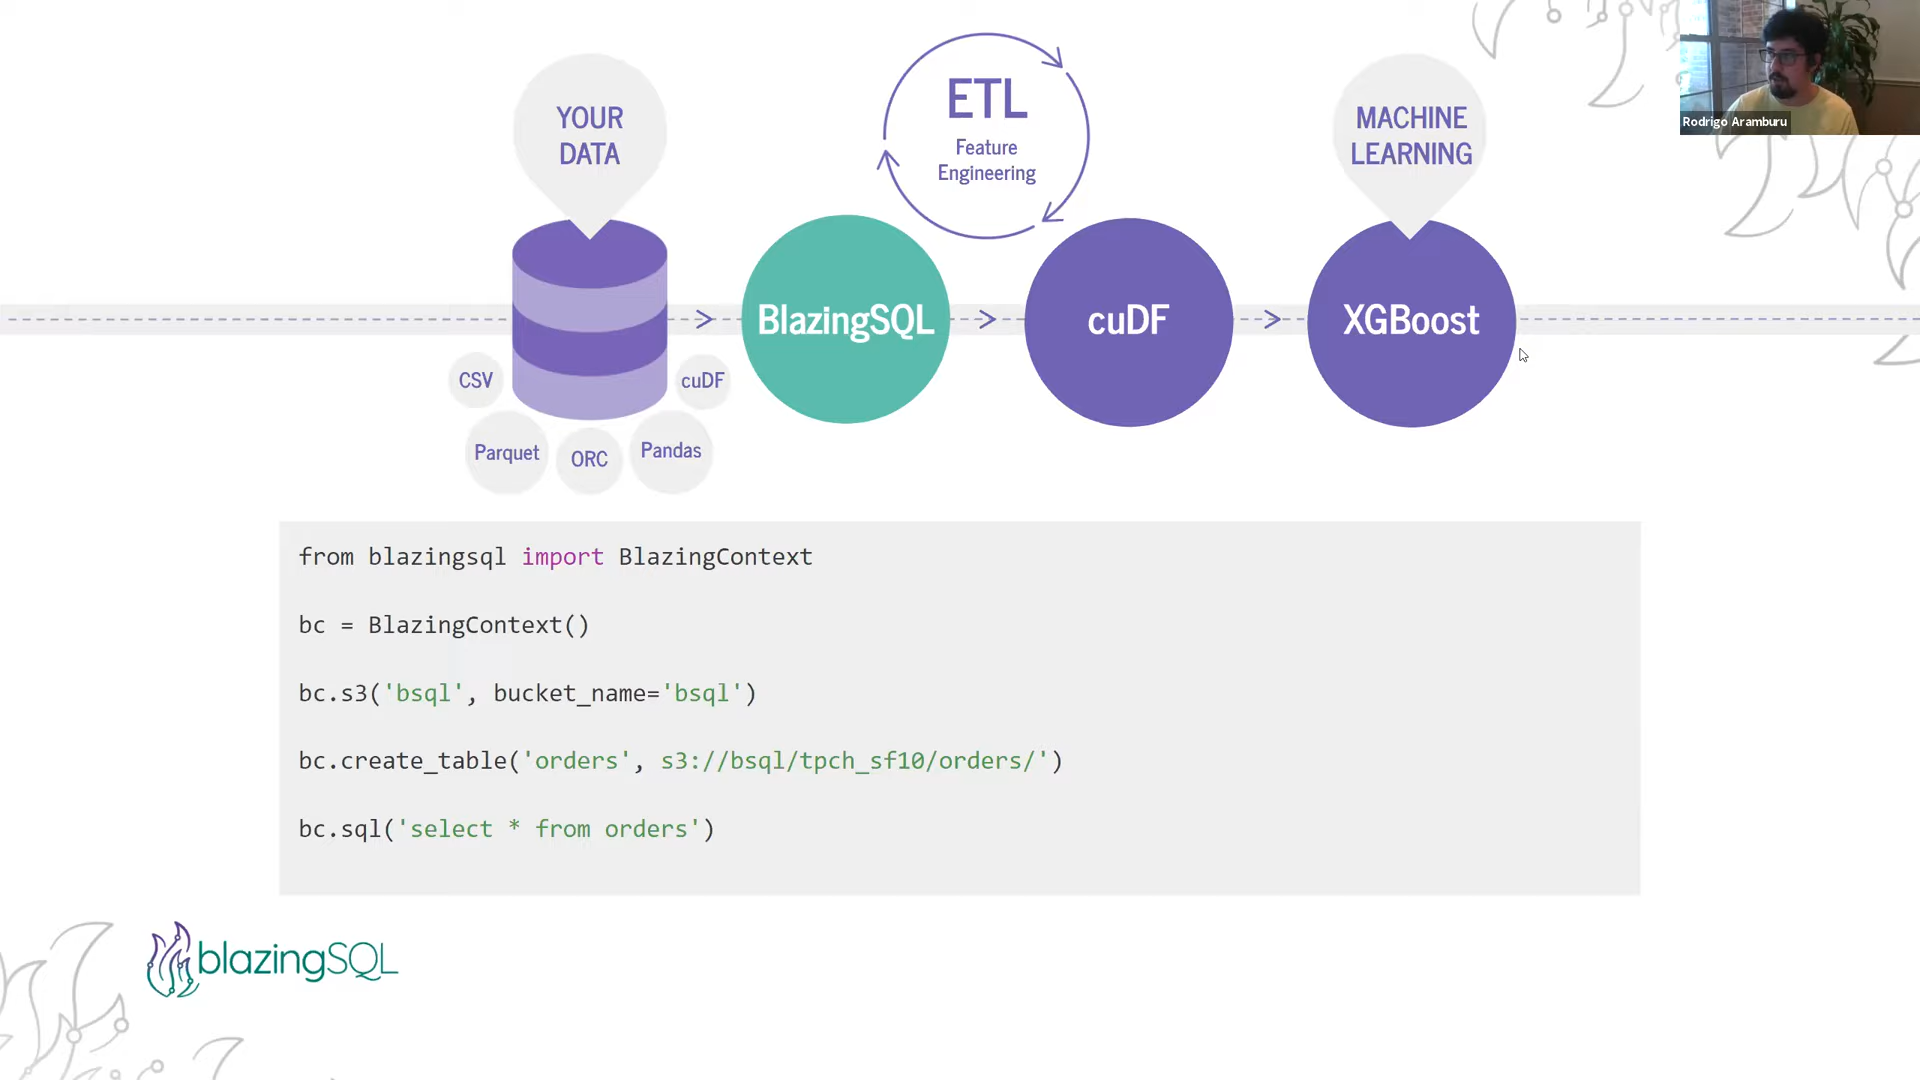 YOUR
DATA
ETL
Feature
Engineering
MACHINE
LEARNING
Rodrigo Aramburu
BlazingSQL
cuDF
XGBoost
CSV
cuDF
Parquet
ORC
Pandas
from blazingsql import BlazingContext
bc = BlazingContext()
bc.s3('bsql', bucket_name='bsql')
bc.create_table('orders', s3://bsql/tpch_sf10/orders/')
bc.sql('select * from orders')
blazingSQL